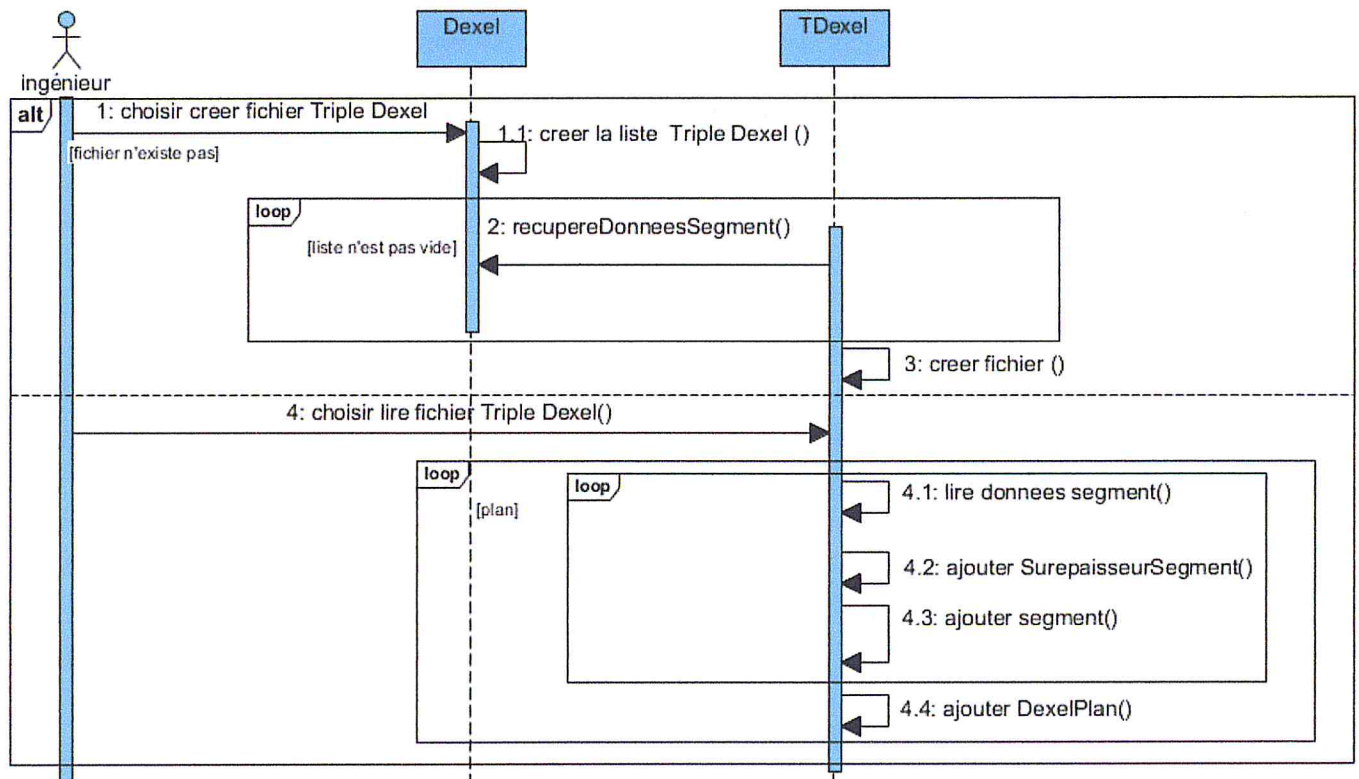 Dexel
TDexel
ingénieur
alt
1: choisir creer fichier Triple Dexel
[fichier n'existe pas]
1.1: creer la liste Triple Dexel ()
loop
[liste n'est pas vide]
2: recupereDonneesSegment()
3: creer fichier ()
4: choisir lire fichier Triple Dexel()
loop
[plan]
loop
4.1: lire donnees segment()
4.2: ajouter SurepaisseurSegment()
4.3: ajouter segment()
4.4: ajouter DexelPlan()